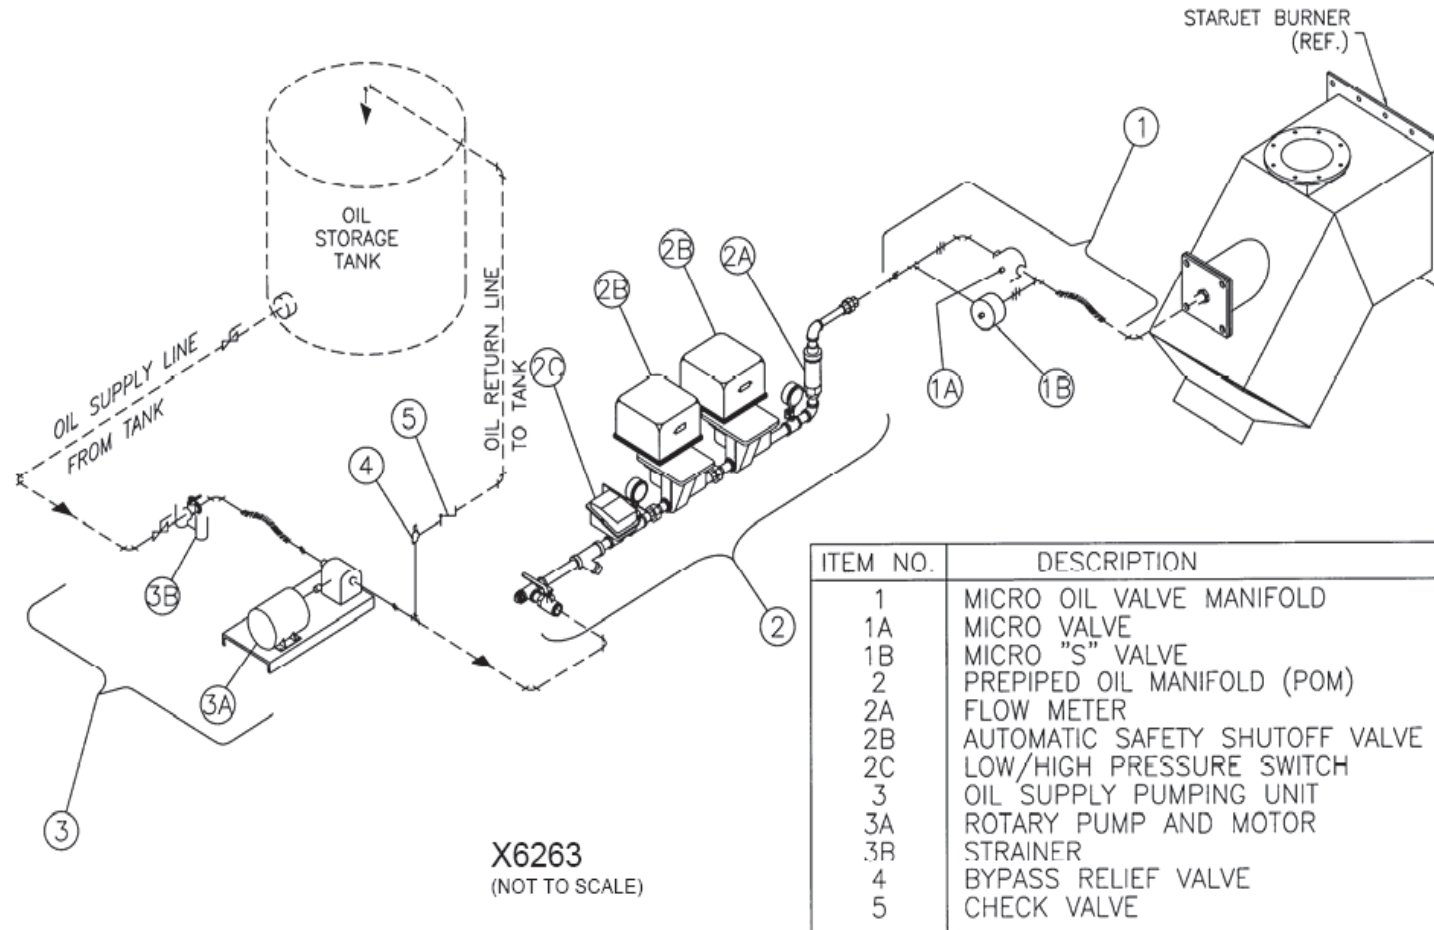 STARJET BURNER
(REF.)
1
OIL
STORAGE
TANK
2B
2A
2B
2C
OIL SUPPLY LINE
FROM TANK
OIL RETURN LINE
TO TANK
1A
1B
5
4
3B
3A
2
3
X6263
(NOT TO SCALE)
ITEM NO. DESCRIPTION
1 MICRO OIL VALVE MANIFOLD
1A MICRO VALVE
1B MICRO "S" VALVE
2 PREPIPED OIL MANIFOLD (POM)
2A FLOW METER
2B AUTOMATIC SAFETY SHUTOFF VALVE
2C LOW/HIGH PRESSURE SWITCH
3 OIL SUPPLY PUMPING UNIT
3A ROTARY PUMP AND MOTOR
3B STRAINER
4 BYPASS RELIEF VALVE
5 CHECK VALVE